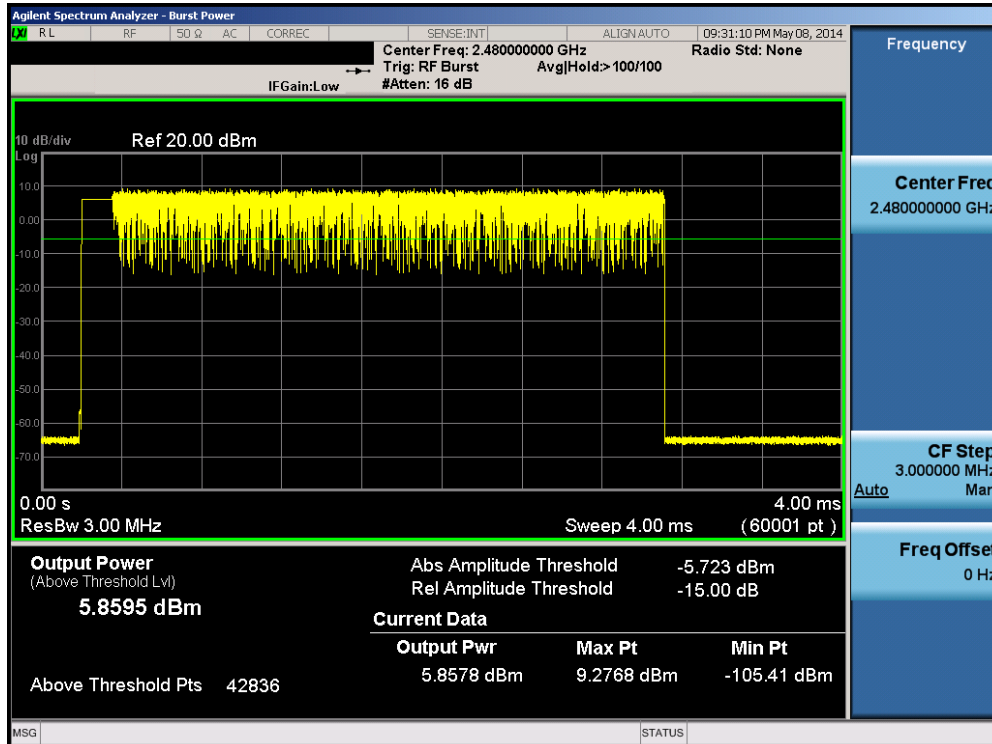 Agilent Spectrum Analyzer - Burst Power
LXI RL RF 50 Ω AC CORREC SENSE:INT ALIGN AUTO 09:31:10 PM May 08, 2014
Center Freq: 2.480000000 GHz Radio Std: None
Trig: RF Burst Avg|Hold:> 100/100
IFGain:Low #Atten: 16 dB
10 dB/div Ref 20.00 dBm
Log
10.0
0.00
-10.0
-20.0
-30.0
-40.0
-50.0
-60.0
-70.0
0.00 s 4.00 ms
ResBw 3.00 MHz Sweep 4.00 ms (60001 pt )
Output Power
(Above Threshold Lvl)
5.8595 dBm
Above Threshold Pts 42836
Abs Amplitude Threshold -5.723 dBm
Rel Amplitude Threshold -15.00 dB
Current Data
Output Pwr Max Pt Min Pt
5.8578 dBm 9.2768 dBm -105.41 dBm
MSG STATUS
Frequency
Center Freq
2.480000000 GHz
CF Step
3.000000 MHz
Auto Man
Freq Offset
0 Hz